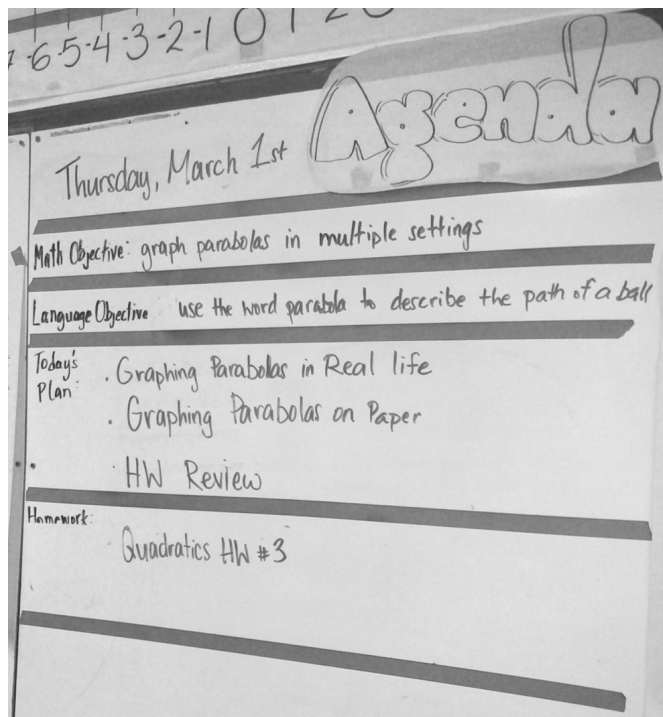 -6-5-4-3-2-1 0 1 2
Agenda
Thursday, March 1st
Math Objective: graph parabolas in multiple settings
Language Objective use the word parabola to describe the path of a ball
Today's
Plan:
· Graphing Parabolas in Real life
· Graphing Parabolas on Paper
· HW Review
Homework:
Quadratics HW #3